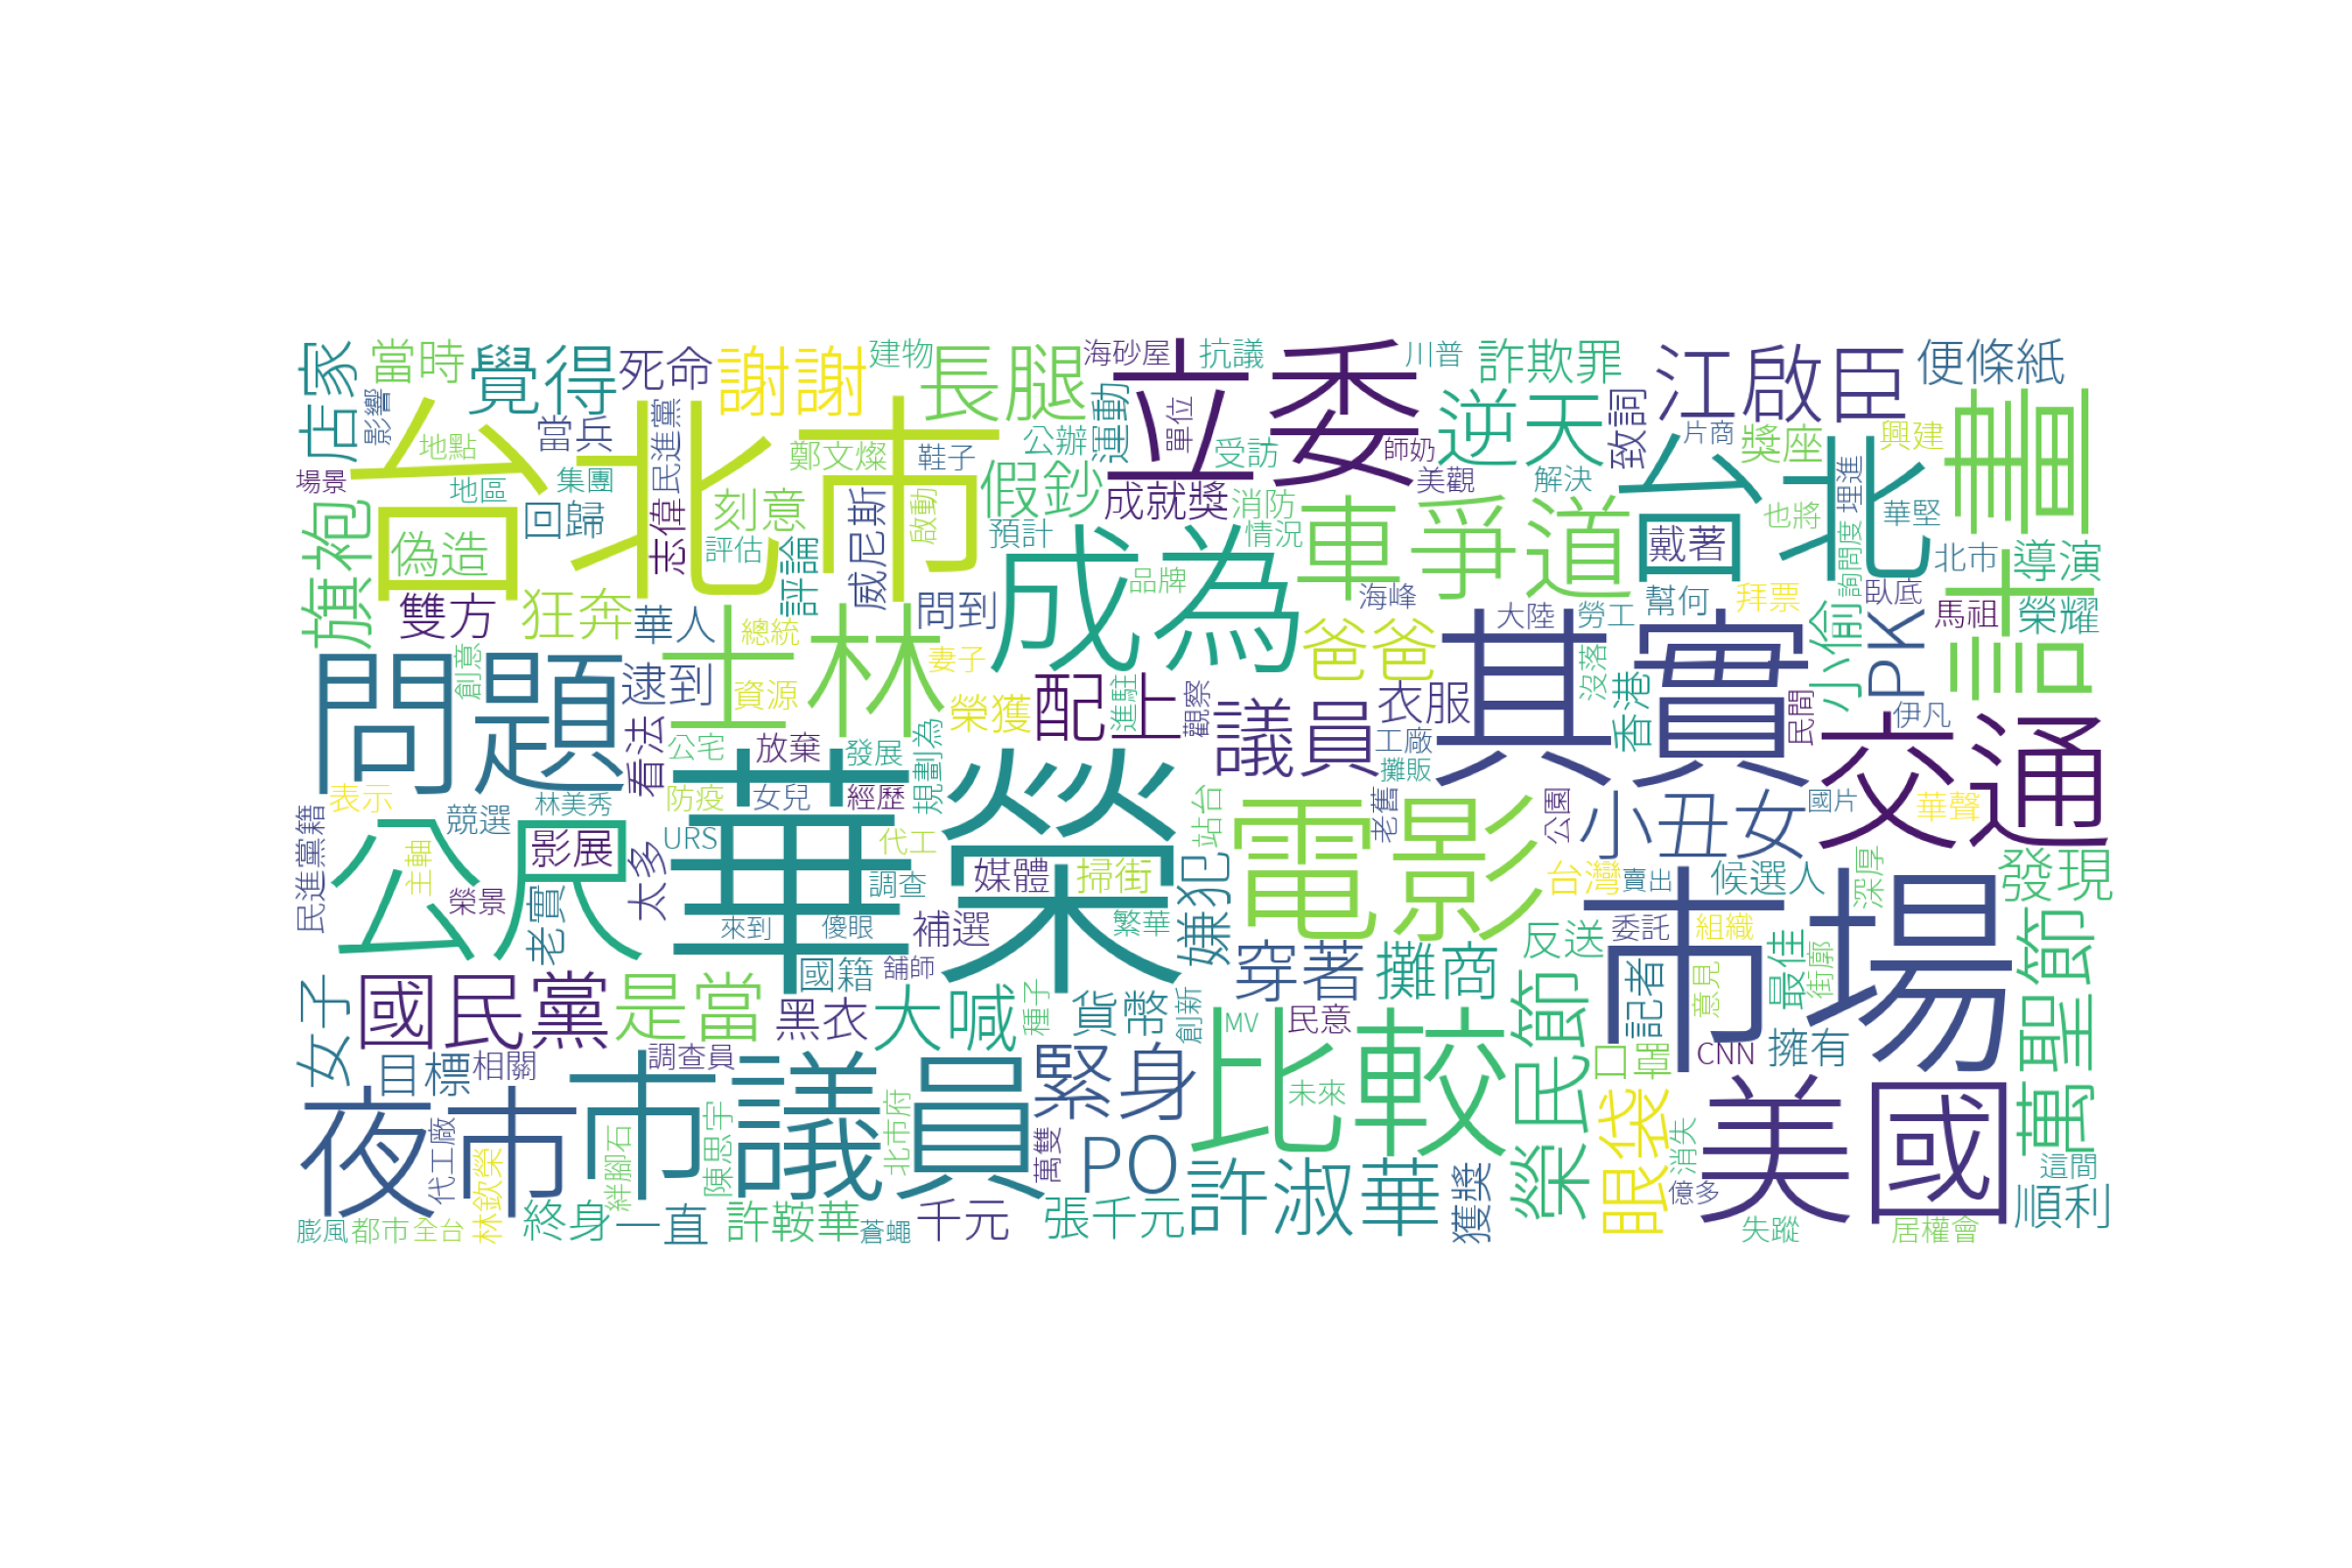 店家
當時
影響
場景
覺得
死命
謝謝
建物
長腿
海砂屋
抗議
川普
詐欺罪
江啟臣
便條紙
台北市
地點
地區
當兵
集團
民進黨
鄭文燦
鞋子
公辦
運動
單位
受訪
立委
師奶
美觀
逆天
解決
致詞
片商
獎座
興建
台北
畫
計
旗袍
偽造
回歸
志偉
刻意
評估
評論
威尼斯
啟動
假鈔
預計
成就獎
消防
情況
車爭道
戴著
埋進
詢問度
也將
華堅
北市
導演
雙方
狂奔
華人
總統
問到
成為
品牌
海峰
爸爸
大陸
勞工
幫何
拜票
小偷
臥底
PK
馬祖
榮耀
問題
創意
逮到
士林
資源
妻子
榮獲
配上
進駐
觀察
議員
衣服
工廠
攤販
其實
沒落
香港
民間
伊凡
交通
看法
公宅
放棄
發展
規劃為
表示
林美秀
防疫
女兒
經歷
民進黨籍
競選
主軸
榮景
公尺
影展
老實
太多
URS
華榮
代工
調查
來到
傻眼
媒體
掃街
繁華
站台
嫌犯
電影
老舊
公園
小丑女
國片
華聲
台灣
賣出
候選人
深厚
發現
女子
國民黨
是當
國籍
舖師
補選
黑衣
大喊
種子
貨幣
創新
穿著
攤商
MV
民意
反送
榮民節
委託
組織
市場
記者
意見
最佳
街廓
聖節
萬
目標
相關
調查員
市議員
緊身
比較
未來
口罩
CNN
擁有
夜市
代工廠
林欽榮
絆腳石
陳思宇
北市府
萬雙
PO
許淑華
獲獎
眼袋
消失
億多
美國
這間
順利
膨風
都市
全台
終身
一直
許鞍華
蒼蠅
千元
張千元
失蹤
居權會